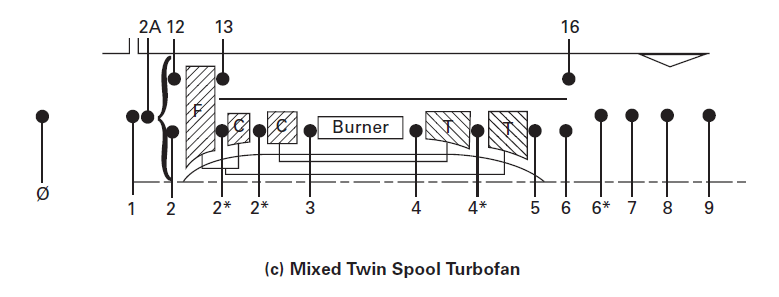 2A 12 13 16
F C C Burner T T
Ø 1 2 2* 2* 3 4 4* 5 6 6* 7 8 9
(c) Mixed Twin Spool Turbofan